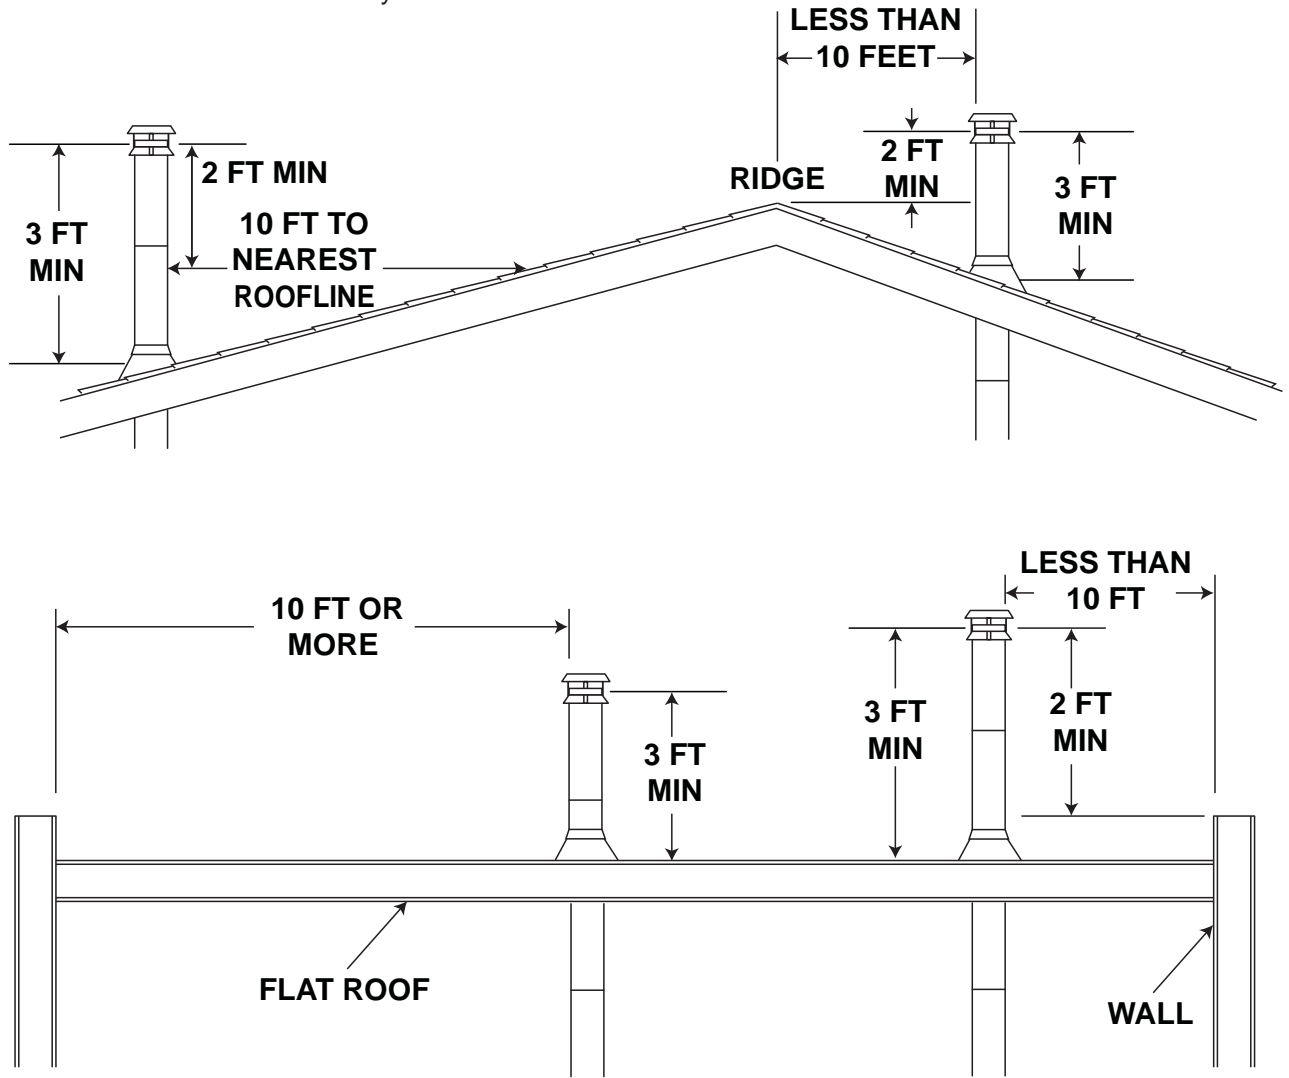 y
LESS THAN
10 FEET
2 FT MIN
3 FT
MIN
10 FT TO
NEAREST
ROOFLINE
RIDGE
2 FT
MIN
3 FT
MIN
LESS THAN
10 FT
10 FT OR
MORE
3 FT
MIN
3 FT
MIN
2 FT
MIN
FLAT ROOF
WALL